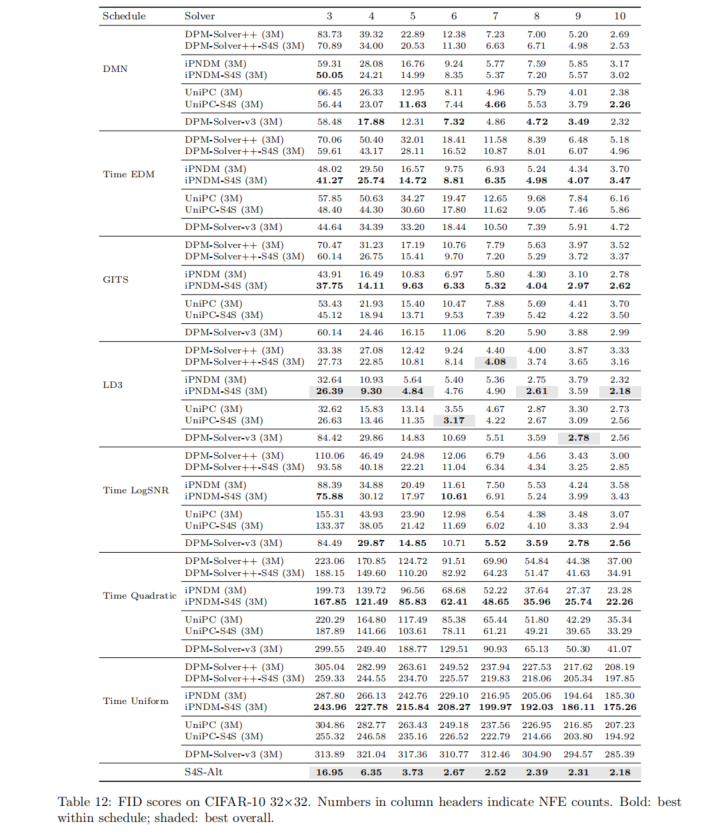 Schedule Solver 3 4 5 6 7 8 9 10
DPM-Solver++ (3M) 83.73 39.32 22.89 12.38 7.23 7.00 5.20 2.69
DPM-Solver++-S4S (3M) 70.89 34.00 20.53 11.30 6.63 6.71 4.98 2.53
DMN
iPNDM (3M) 59.31 28.08 16.76 9.24 5.77 7.59 5.85 3.17
iPNDM-S4S (3M) 50.05 24.21 14.99 8.35 5.37 7.20 5.57 3.02
UniPC (3M) 66.45 26.33 12.95 8.11 4.96 5.79 4.01 2.38
UniPC-S4S (3M) 56.44 23.07 11.63 7.44 4.66 5.53 3.79 2.26
DPM-Solver-v3 (3M) 58.48 17.88 12.31 7.32 4.86 4.72 3.49 2.32
DPM-Solver++ (3M) 70.06 50.40 32.01 18.41 11.58 8.39 6.48 5.18
DPM-Solver++-S4S (3M) 59.61 43.17 28.11 16.52 10.87 8.01 6.07 4.96
Time EDM
iPNDM (3M) 48.02 29.50 16.57 9.75 6.93 5.24 4.34 3.70
iPNDM-S4S (3M) 41.27 25.74 14.72 8.81 6.35 4.98 4.07 3.47
UniPC (3M) 57.85 50.63 34.27 19.47 12.65 9.68 7.84 6.16
UniPC-S4S (3M) 48.40 44.30 30.60 17.80 11.62 9.05 7.46 5.86
DPM-Solver-v3 (3M) 44.64 34.39 33.20 18.44 10.50 7.39 5.91 4.72
DPM-Solver++ (3M) 70.47 31.23 17.19 10.76 7.79 5.63 3.97 3.52
DPM-Solver++-S4S (3M) 60.14 26.75 15.41 9.70 7.20 5.29 3.72 3.37
GITS
iPNDM (3M) 43.91 16.49 10.83 6.97 5.80 4.30 3.10 2.78
iPNDM-S4S (3M) 37.75 14.11 9.63 6.33 5.32 4.04 2.97 2.62
UniPC (3M) 53.43 21.93 15.40 10.47 7.88 5.69 4.41 3.70
UniPC-S4S (3M) 45.12 18.94 13.71 9.53 7.39 5.42 4.22 3.50
DPM-Solver-v3 (3M) 60.14 24.46 16.15 11.06 8.20 5.90 3.88 2.99
DPM-Solver++ (3M) 33.38 27.08 12.42 9.24 4.40 4.00 3.87 3.33
DPM-Solver++-S4S (3M) 27.73 22.85 10.81 8.14 4.08 3.74 3.65 3.16
LD3
iPNDM (3M) 32.64 10.93 5.64 5.40 5.36 2.75 3.79 2.32
iPNDM-S4S (3M) 26.39 9.30 4.84 4.76 4.90 2.61 3.59 2.18
UniPC (3M) 32.62 15.83 13.14 3.55 4.67 2.87 3.30 2.73
UniPC-S4S (3M) 26.63 13.46 11.35 3.17 4.22 2.67 3.09 2.56
DPM-Solver-v3 (3M) 84.42 29.86 14.83 10.69 5.51 3.59 2.78 2.56
DPM-Solver++ (3M) 110.06 46.49 24.98 12.06 6.79 4.56 3.43 3.00
DPM-Solver++-S4S (3M) 93.58 40.18 22.21 11.04 6.34 4.34 3.25 2.85
Time LogSNR
iPNDM (3M) 88.39 34.88 20.49 11.61 7.50 5.53 4.24 3.58
iPNDM-S4S (3M) 75.88 30.12 17.97 10.61 6.91 5.24 3.99 3.43
UniPC (3M) 155.31 43.93 23.90 12.98 6.54 4.38 3.48 3.07
UniPC-S4S (3M) 133.37 38.05 21.42 11.69 6.02 4.10 3.33 2.94
DPM-Solver-v3 (3M) 84.49 29.87 14.85 10.71 5.52 3.59 2.78 2.56
DPM-Solver++ (3M) 223.06 170.85 124.72 91.51 69.90 54.84 44.38 37.00
DPM-Solver++-S4S (3M) 188.15 149.60 110.20 82.92 64.23 51.47 41.63 34.91
Time Quadratic
iPNDM (3M) 199.73 139.72 96.56 68.68 52.22 37.64 27.37 23.28
iPNDM-S4S (3M) 167.85 121.49 85.83 62.41 48.65 35.96 25.74 22.26
UniPC (3M) 220.29 164.80 117.49 85.38 65.44 51.80 42.29 35.34
UniPC-S4S (3M) 187.89 141.66 103.61 78.11 61.21 49.21 39.65 33.29
DPM-Solver-v3 (3M) 299.55 249.40 188.77 129.51 90.93 65.13 50.30 41.07
DPM-Solver++ (3M) 305.04 282.99 263.61 249.52 237.94 227.53 217.62 208.19
DPM-Solver++-S4S (3M) 259.33 244.55 234.70 225.57 219.83 218.06 205.34 197.85
Time Uniform
iPNDM (3M) 287.80 266.13 242.76 229.10 216.95 205.06 194.64 185.30
iPNDM-S4S (3M) 243.96 227.78 215.84 208.27 199.97 192.03 186.11 175.26
UniPC (3M) 304.86 282.77 263.43 249.18 237.56 226.95 216.85 207.23
UniPC-S4S (3M) 255.32 246.58 235.16 226.52 222.79 214.66 203.80 194.92
DPM-Solver-v3 (3M) 313.89 321.04 317.36 310.77 312.46 304.90 294.57 285.39
S4S-Alt 16.95 6.35 3.73 2.67 2.52 2.39 2.31 2.18
Table 12: FID scores on CIFAR-10 32×32. Numbers in column headers indicate NFE counts. Bold: best
within schedule; shaded: best overall.